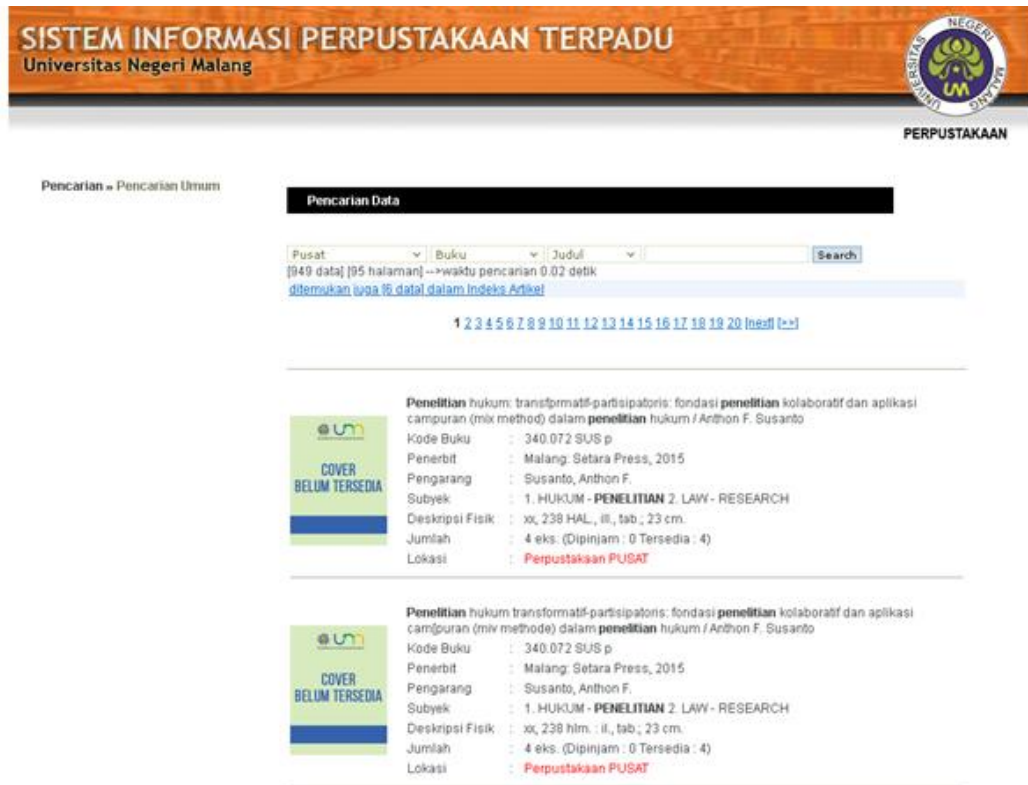 SISTEM INFORMASI PERPUSTAKAAN TERPADU
Universitas Negeri Malang
UNIVERSITAS NEGERI MALANG
UM
PERPUSTAKAAN
Pencarian » Pencarian Umum
Pencarian Data
Pusat Buku Judul Search
[949 data] [95 halaman] -->waktu pencarian 0.02 detik
ditemukan juga [6 data] dalam Indeks Artikel
1 2 3 4 5 6 7 8 9 10 11 12 13 14 15 16 17 18 19 20 [next] [>>]
Penelitian hukum: transfprmatif-partisipatoris: fondasi penelitian kolaboratif dan aplikasi
campuran (mix method) dalam penelitian hukum / Anthon F. Susanto
um
COVER
BELUM TERSEDIA
Kode Buku : 340.072 SUS p
Penerbit : Malang: Setara Press, 2015
Pengarang : Susanto, Anthon F.
Subyek : 1. HUKUM - PENELITIAN 2. LAW - RESEARCH
Deskripsi Fisik : xx, 238 HAL., ill., tab.; 23 cm.
Jumlah : 4 eks. (Dipinjam : 0 Tersedia : 4)
Lokasi : Perpustakaan PUSAT
Penelitian hukum transformatif-partisipatoris: fondasi penelitian kolaboratif dan aplikasi
cam[puran (miv methode) dalam penelitian hukum / Anthon F. Susanto
um
COVER
BELUM TERSEDIA
Kode Buku : 340.072 SUS p
Penerbit : Malang: Setara Press, 2015
Pengarang : Susanto, Anthon F.
Subyek : 1. HUKUM - PENELITIAN 2. LAW - RESEARCH
Deskripsi Fisik : xx, 238 hlm. : il., tab.; 23 cm.
Jumlah : 4 eks. (Dipinjam : 0 Tersedia : 4)
Lokasi : Perpustakaan PUSAT